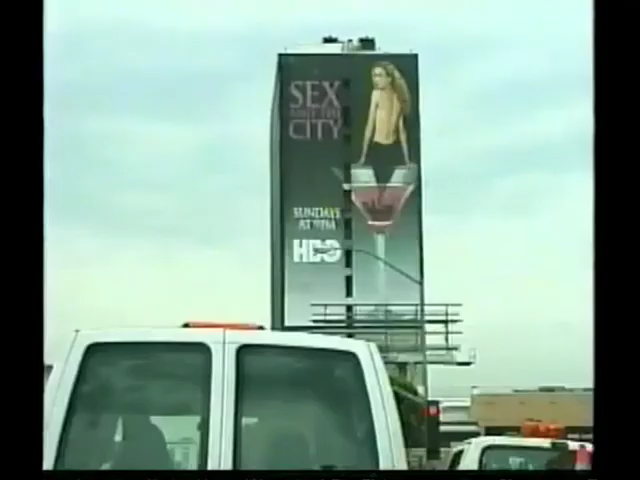 SEX
AND THE
CITY
SUNDAYS
AT 9PM
HBO